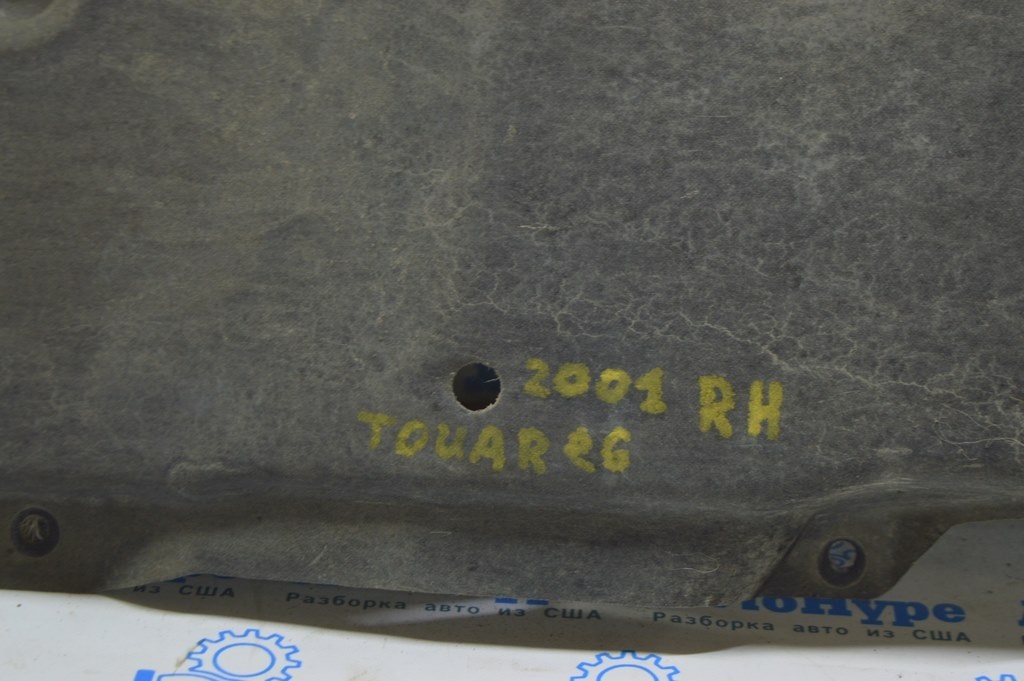 2001 RH
TOUAReG
из США
Разборка авто из США
Разборка авто из США